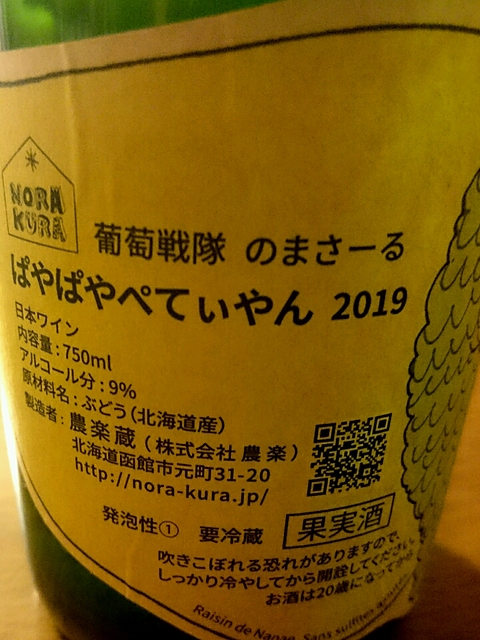 NORA
KURA
葡萄戦隊 のまさーる
ぱやぱやぺてぃやん 2019
日本ワイン
内容量:750ml
アルコール分:9%
原材料名:ぶどう(北海道産)
製造者:農楽蔵(株式会社農楽)
北海道函館市元町31-20
http://nora-kura.jp/
発泡性① 要冷蔵 果実酒
吹きこぼれる恐れがありますので、
しっかり冷やしてから開詮してください。
お酒は20歳になってから
Raisin de Nanae, Sans sulfites